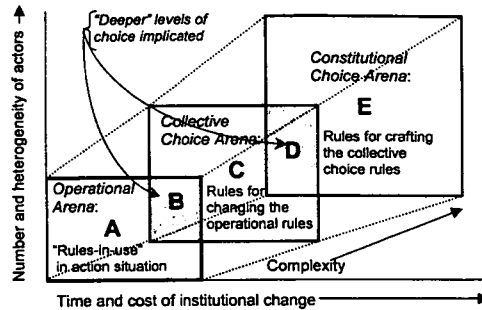 Number and heterogeneity of actors
"Deeper" levels of
choice implicated
Constitutional
Choice Arena:
E
Rules for crafting
the collective
choice rules
Collective
Choice Arena:
D
C
Rules for
changing the
operational rules
Operational
Arena:
B
A
"Rules-in-use"
in action situation
Complexity
Time and cost of institutional change